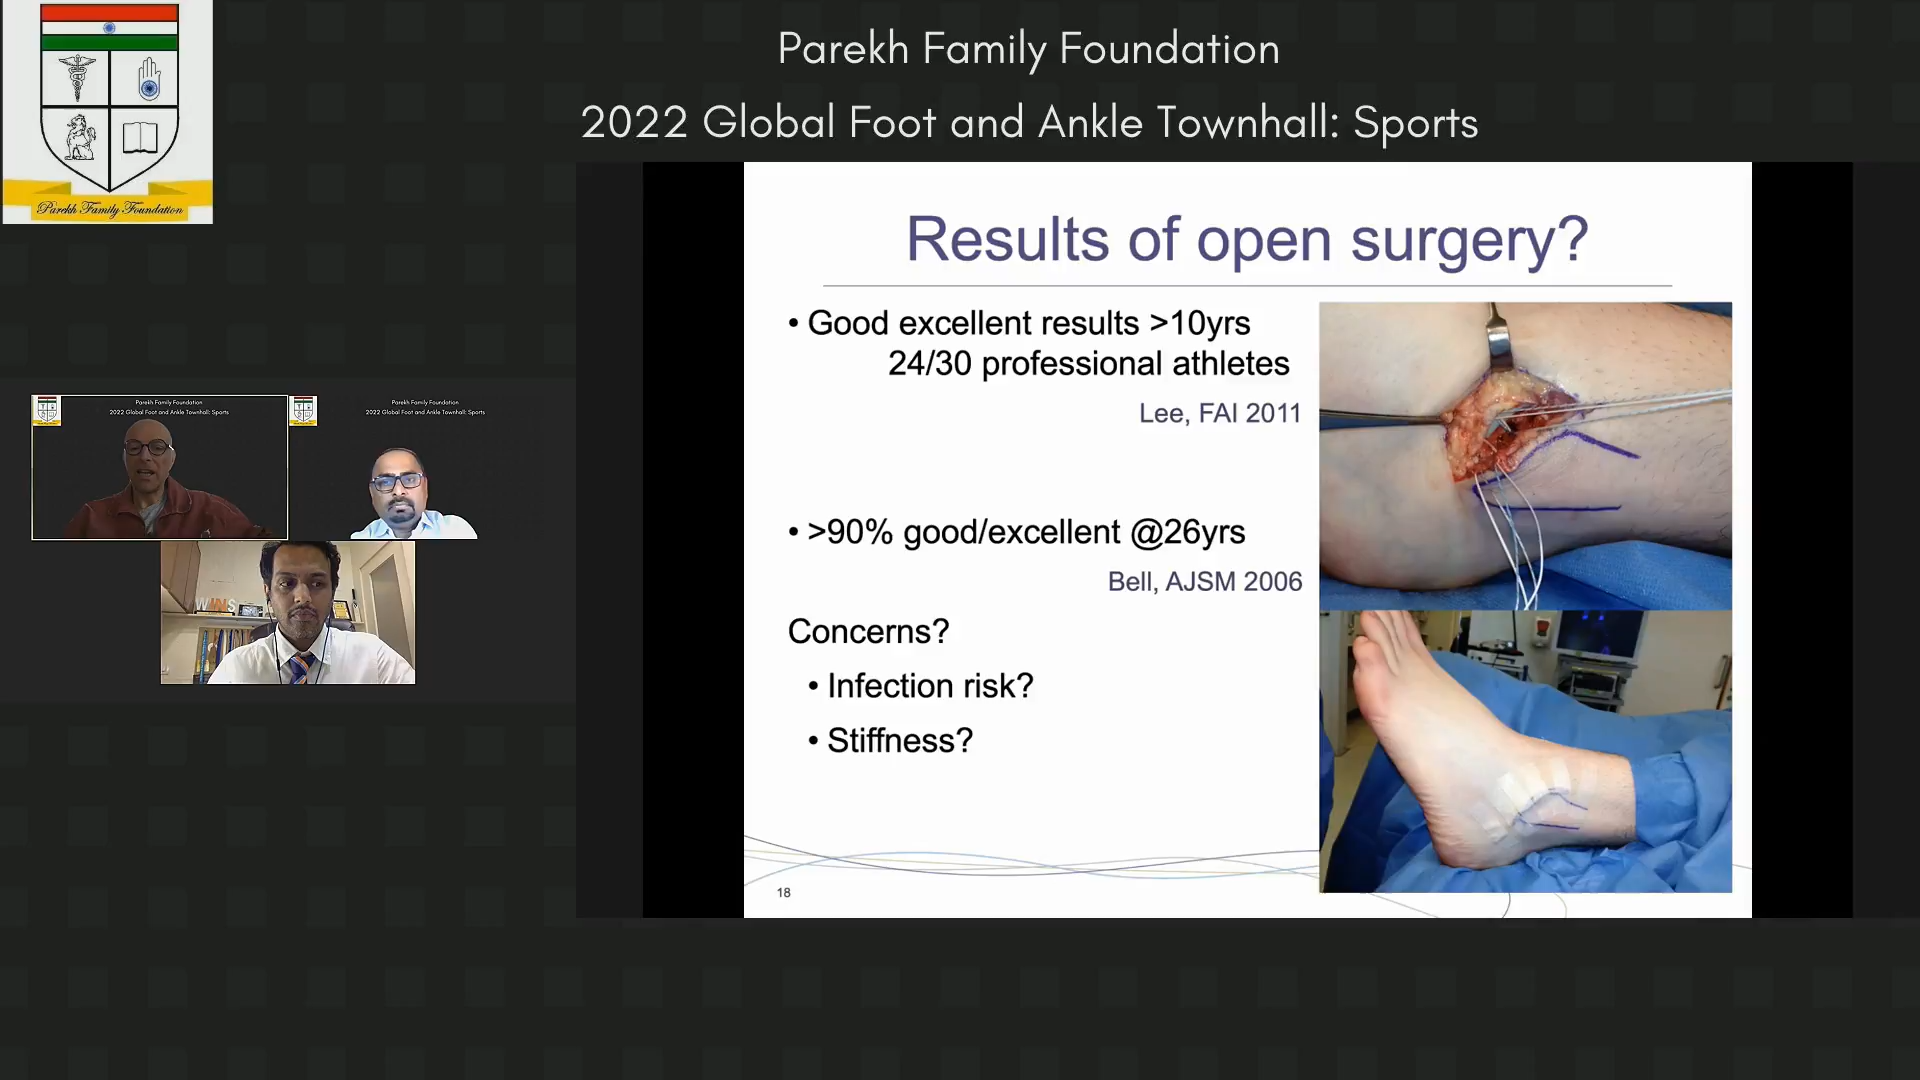 Parekh Family Foundation
2022 Global Foot and Ankle Townhall: Sports
Parekh Family Foundation
Results of open surgery?
• Good excellent results >10yrs
24/30 professional athletes
Lee, FAI 2011
• >90% good/excellent @26yrs
Bell, AJSM 2006
Concerns?
• Infection risk?
• Stiffness?
18
Parekh Family Foundation
2022 Global Foot and Ankle Townhall: Sports
Parekh Family Foundation
2022 Global Foot and Ankle Townhall: Sports
WINS